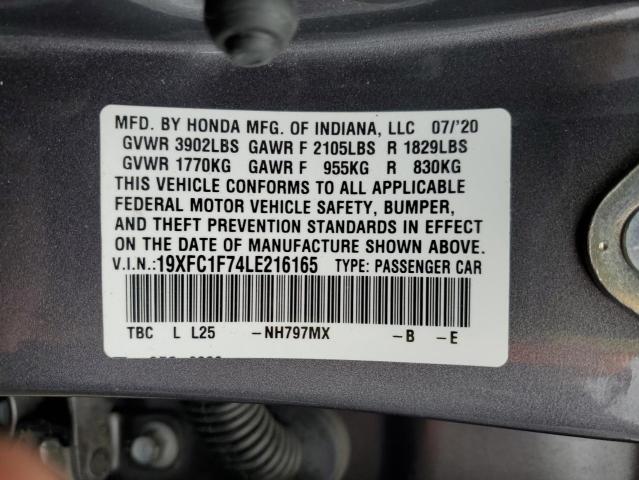 MFD. BY HONDA MFG. OF INDIANA, LLC 07/'20
GVWR 3902LBS GAWR F 2105LBS R 1829LBS
GVWR 1770KG GAWR F 955KG R 830KG
THIS VEHICLE CONFORMS TO ALL APPLICABLE
FEDERAL MOTOR VEHICLE SAFETY, BUMPER,
AND THEFT PREVENTION STANDARDS IN EFFECT
ON THE DATE OF MANUFACTURE SHOWN ABOVE.
V.I.N.:19XFC1F74LE216165 TYPE: PASSENGER CAR
TBC L L25 -NH797MX -B -E